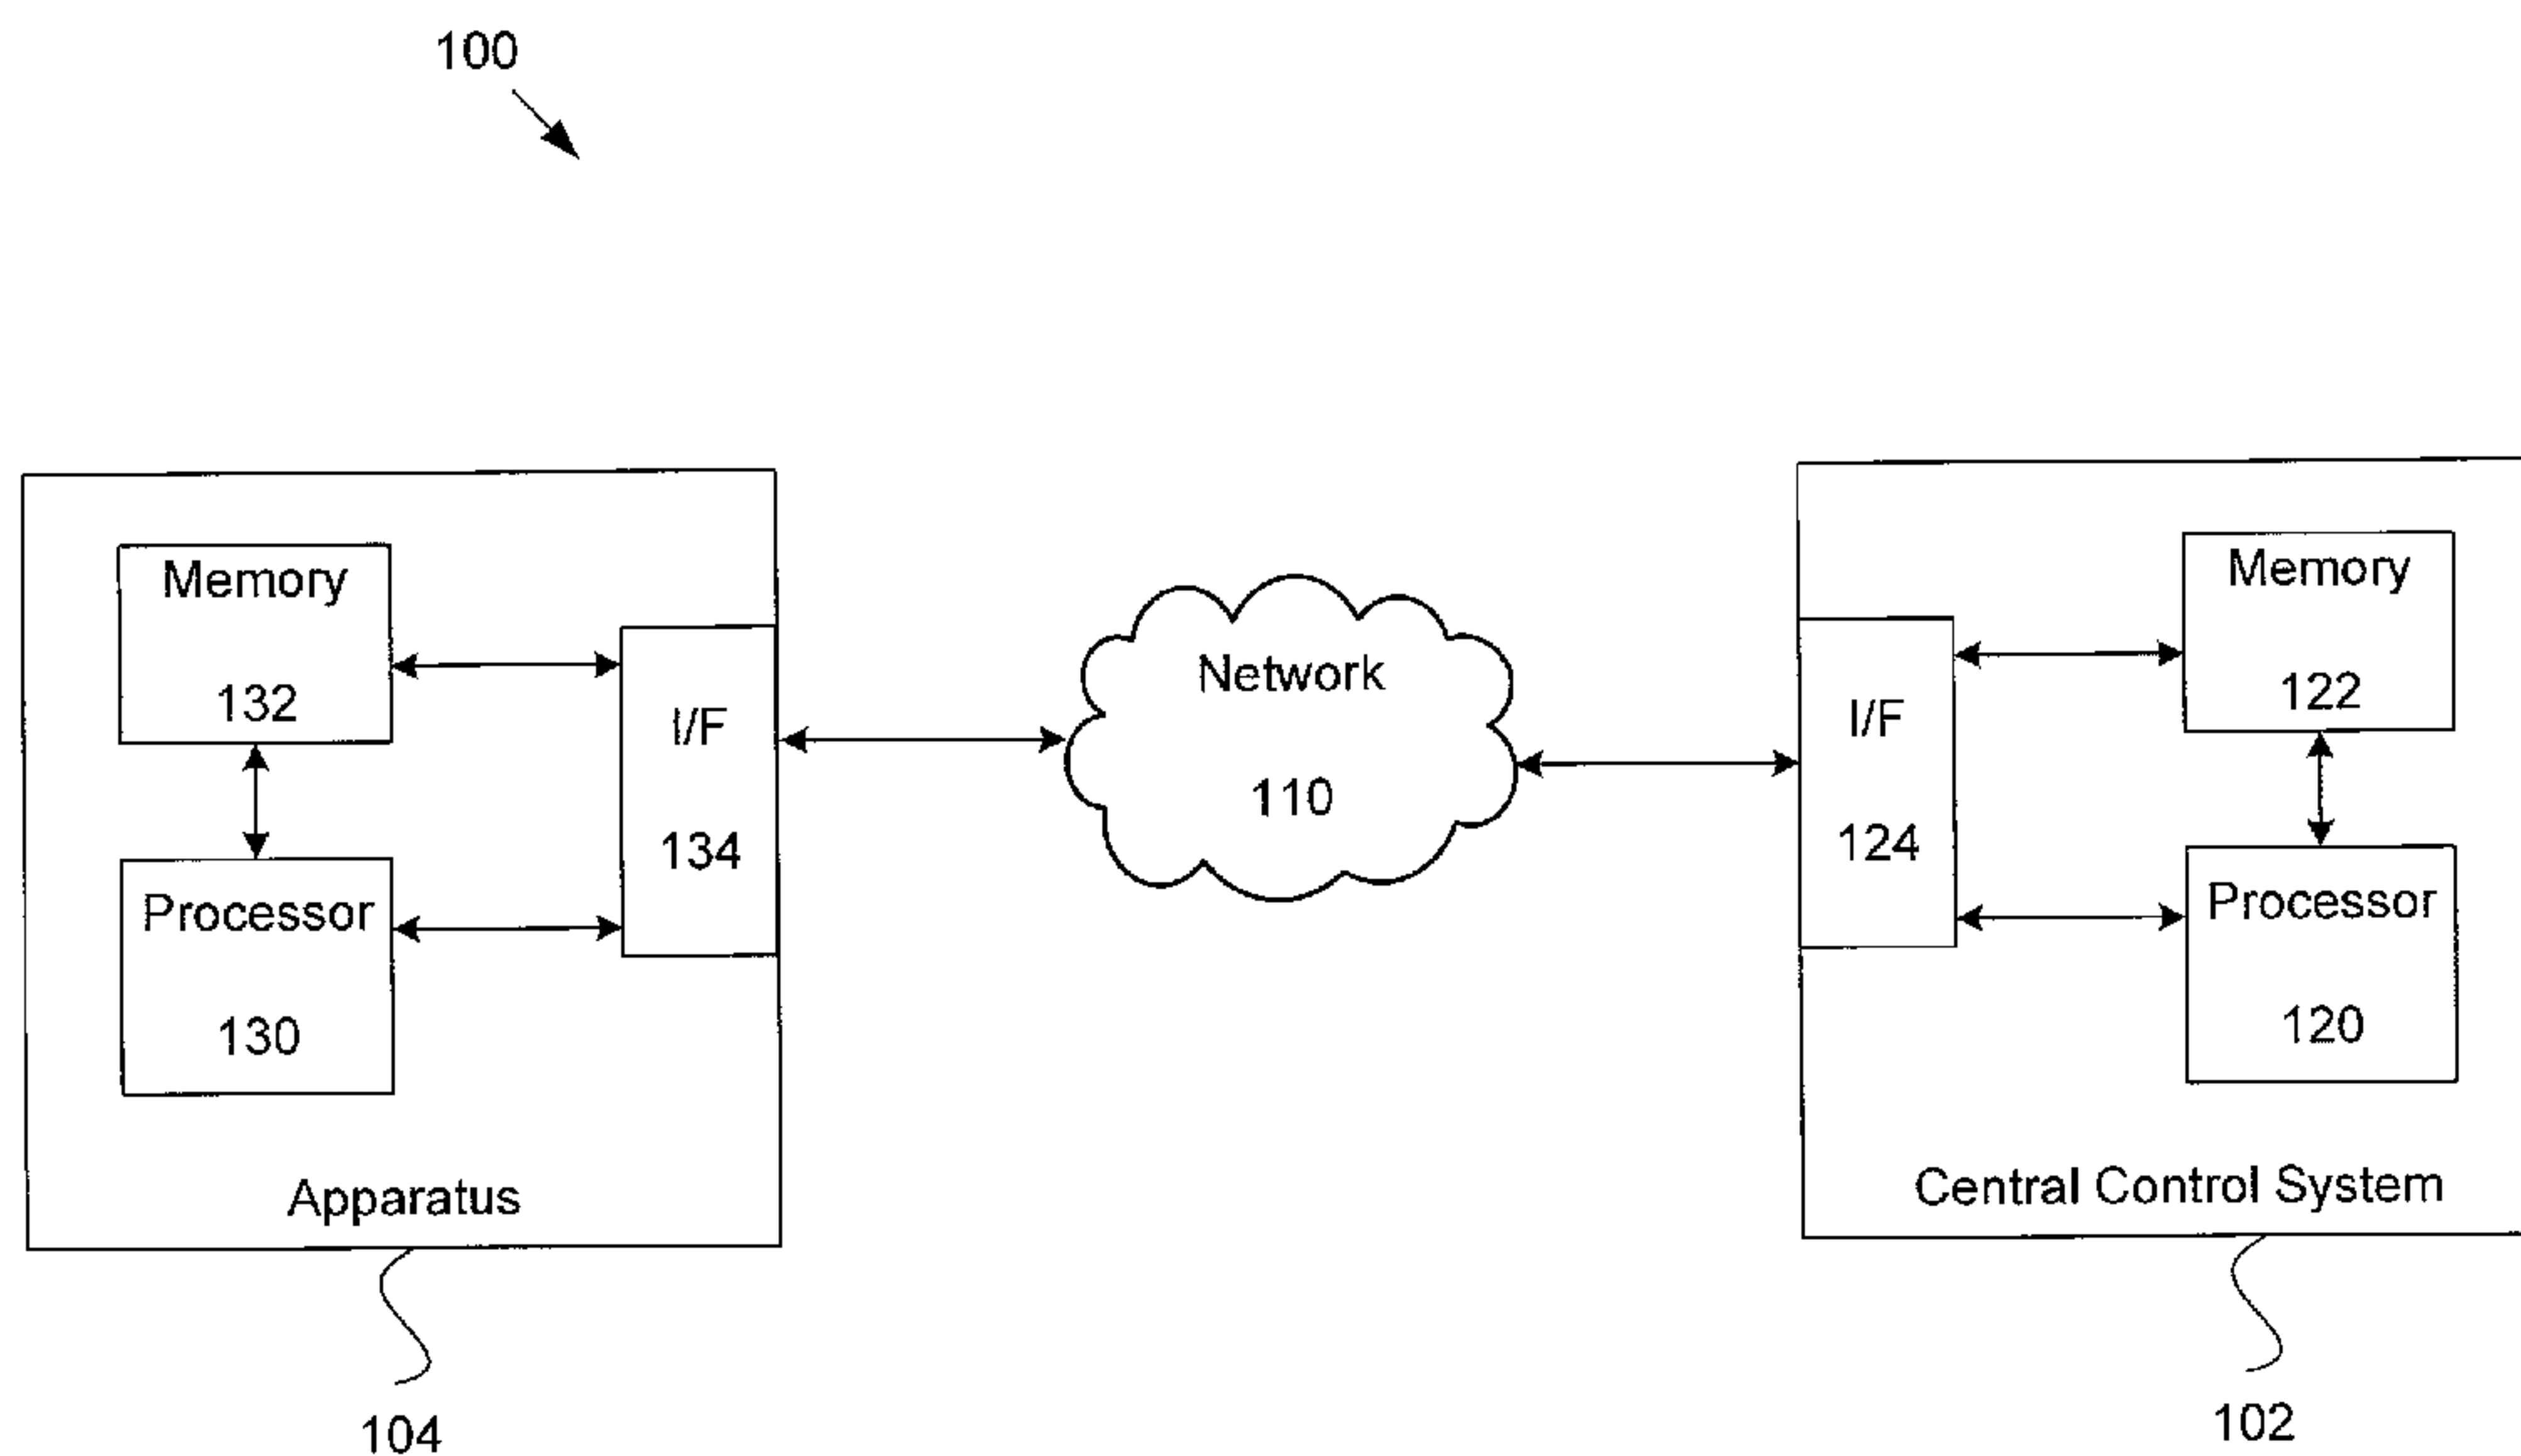 100
Memory
132
I/F
134
Processor
130
Apparatus
104
Network
110
Memory
122
I/F
124
Processor
120
Central Control System
102